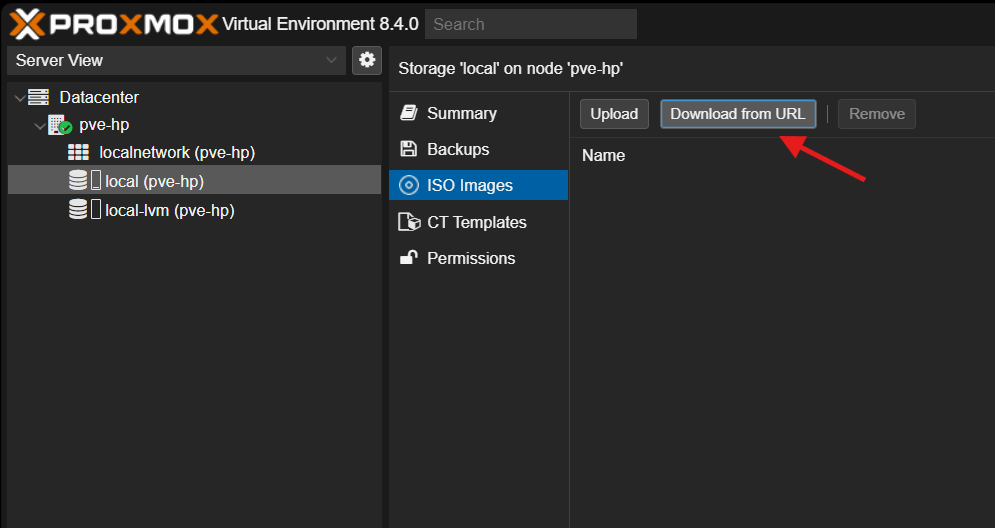 PROXMOX Virtual Environment 8.4.0 Search
Server View
Datacenter
pve-hp
localnetwork (pve-hp)
local (pve-hp)
local-lvm (pve-hp)
Storage 'local' on node 'pve-hp'
Summary
Backups
ISO Images
CT Templates
Permissions
Upload Download from URL Remove
Name